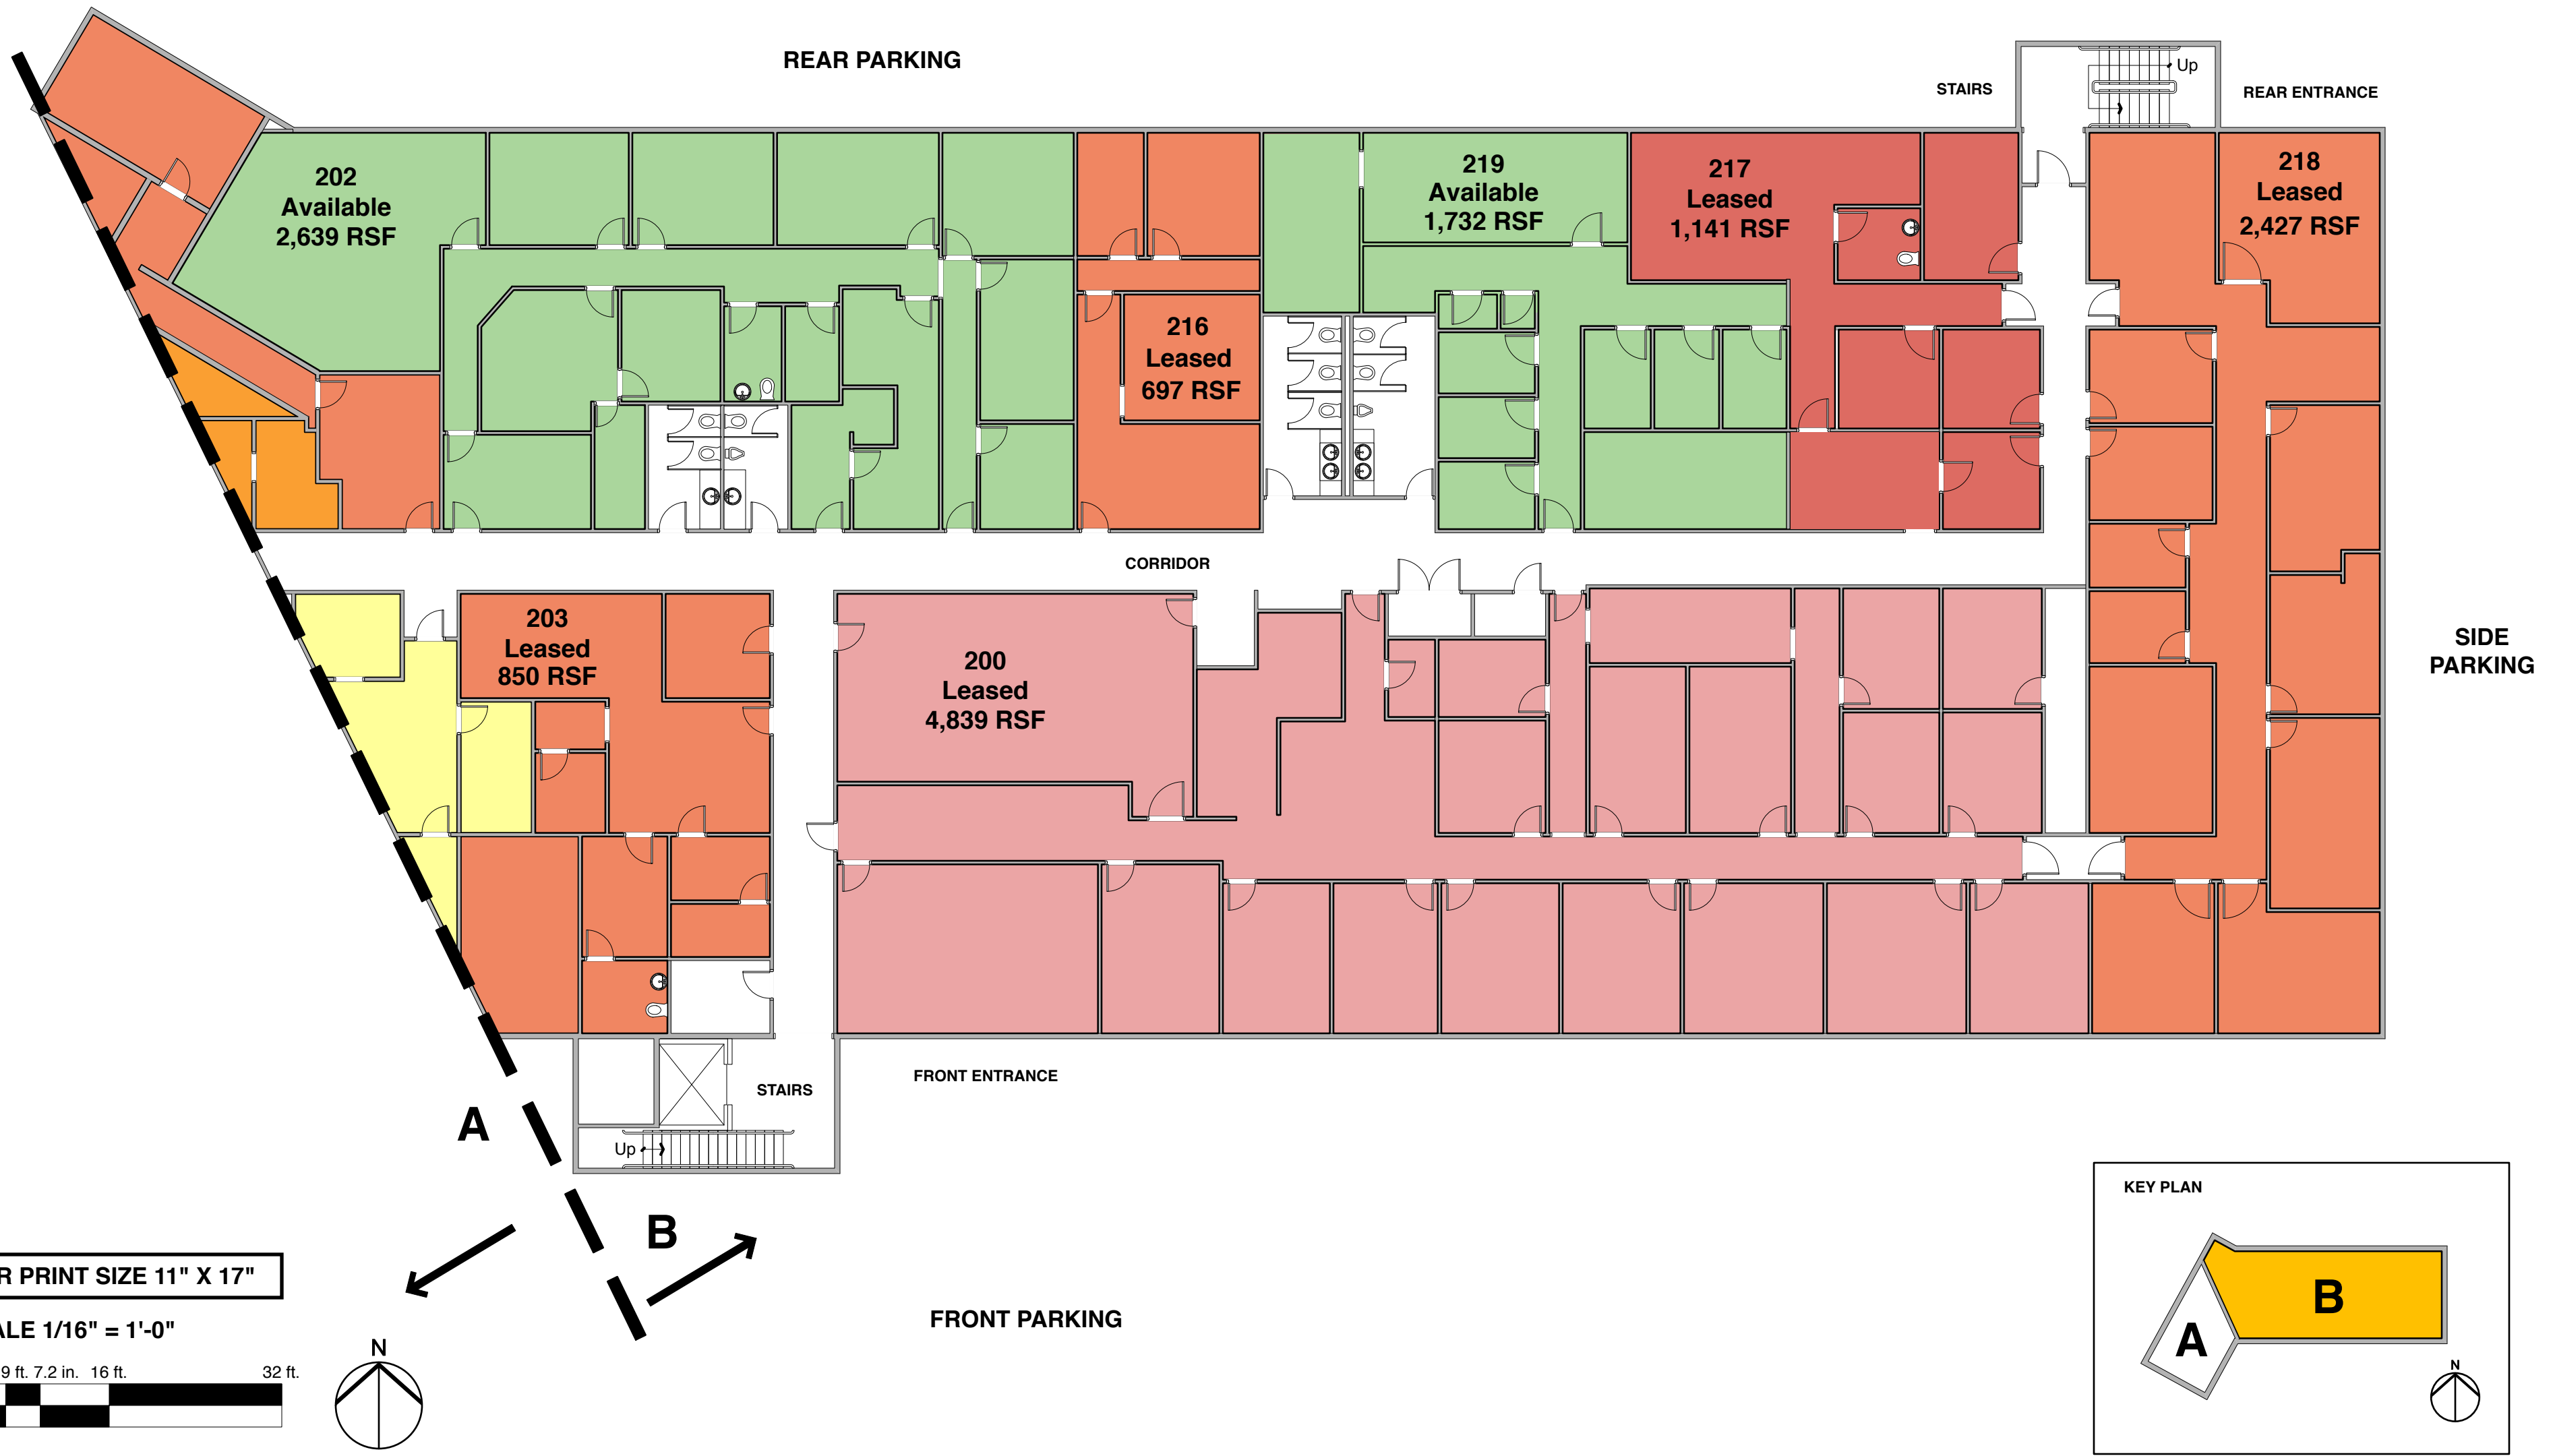 REAR PARKING
STAIRS
Up
REAR ENTRANCE
202
Available
2,639 RSF
219
Available
1,732 RSF
217
Leased
1,141 RSF
218
Leased
2,427 RSF
216
Leased
697 RSF
CORRIDOR
203
Leased
850 RSF
200
Leased
4,839 RSF
SIDE
PARKING
FRONT ENTRANCE
STAIRS
Up
A
B
KEY PLAN
B
A
N
R PRINT SIZE 11" X 17"
ALE 1/16" = 1'-0"
9 ft. 7.2 in. 16 ft. 32 ft.
N
FRONT PARKING